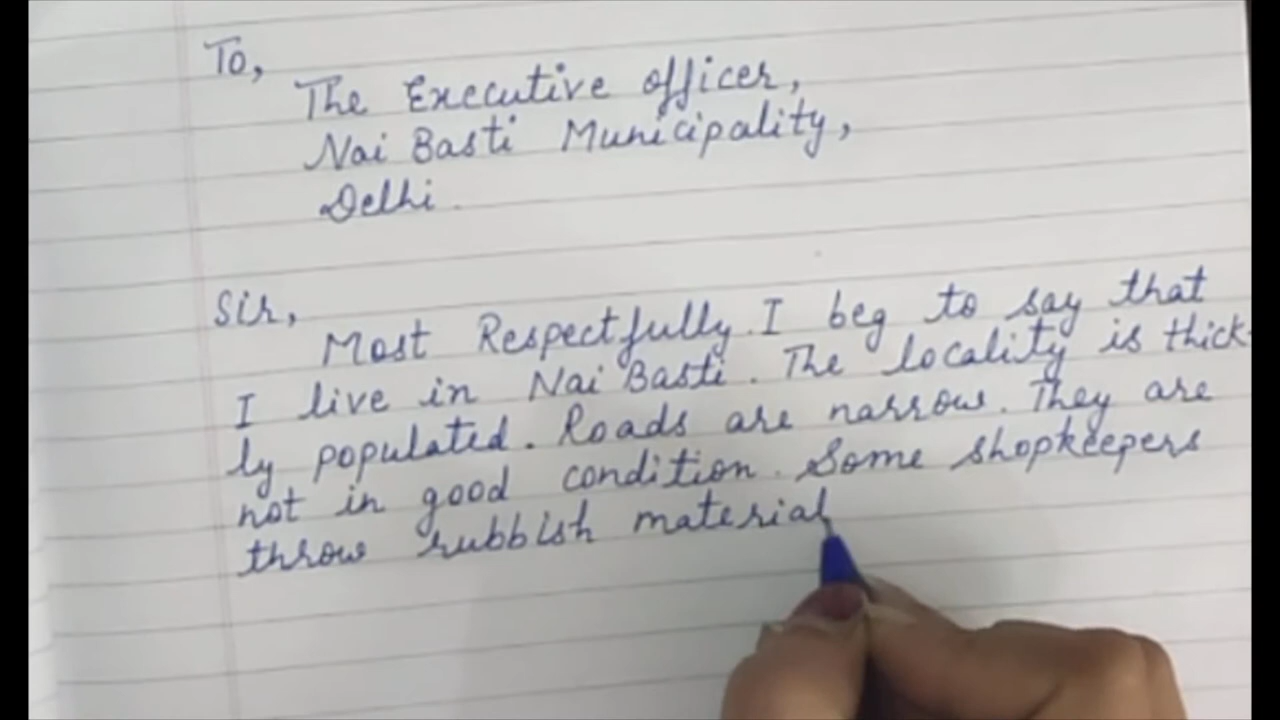 To,
The Executive officer,
Nai Basti Municipality,
Delhi.
Sir,
Most Respectfully I beg to say that
I live in Nai Basti. The locality is thick-
ly populated. Roads are narrow. They are
not in good condition. Some shopkeepers
throw rubbish material